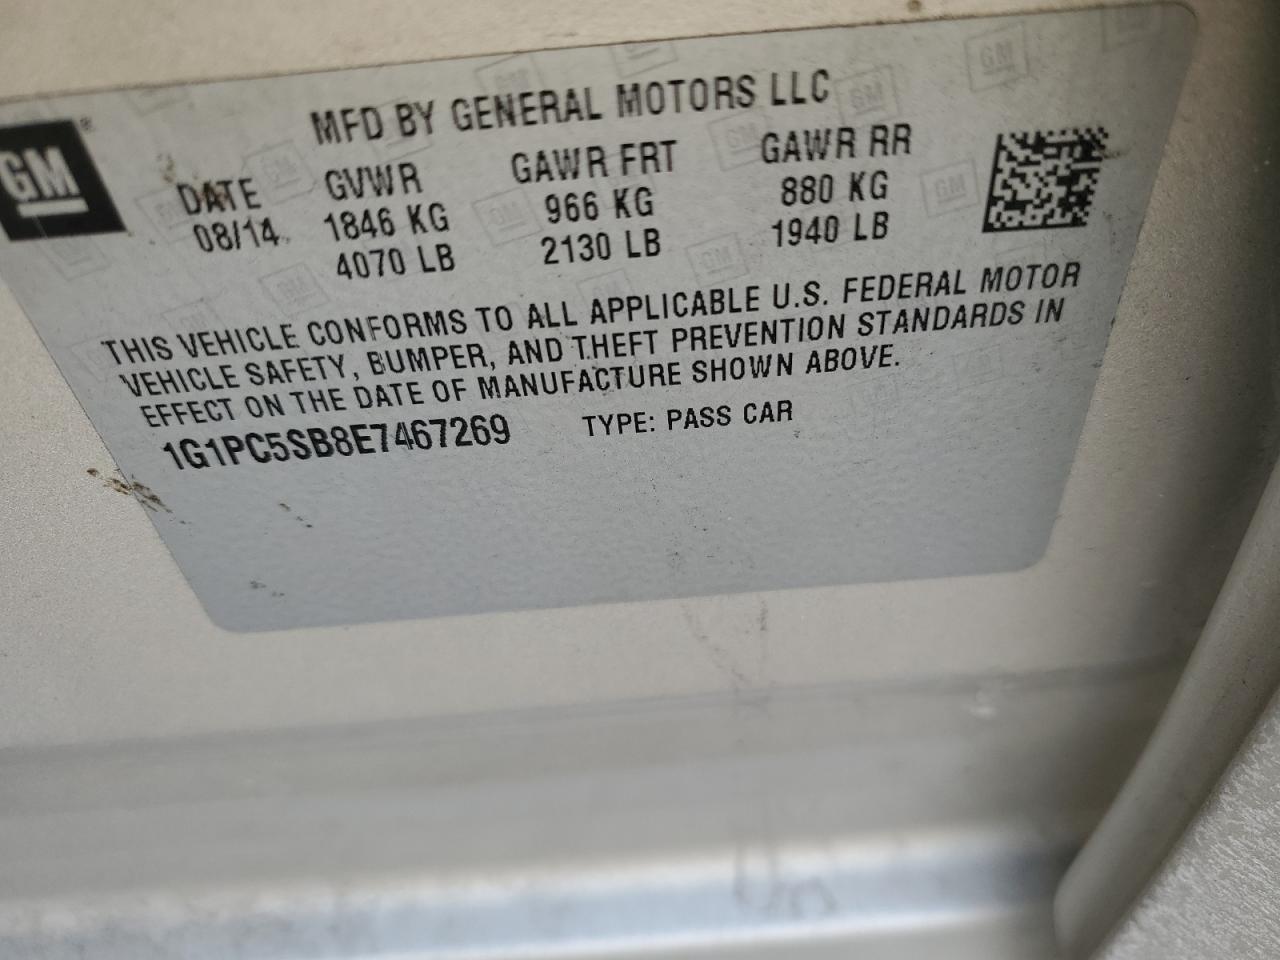 GM®
MFD BY GENERAL MOTORS LLC
DATE GVWR GAWR FRT GAWR RR
08/14 1846 KG 966 KG 880 KG
4070 LB 2130 LB 1940 LB
THIS VEHICLE CONFORMS TO ALL APPLICABLE U.S. FEDERAL MOTOR
VEHICLE SAFETY, BUMPER, AND THEFT PREVENTION STANDARDS IN
EFFECT ON THE DATE OF MANUFACTURE SHOWN ABOVE.
1G1PC5SB8E7467269 TYPE: PASS CAR